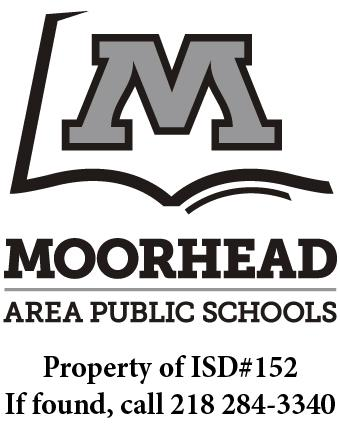 M
MOORHEAD
AREA PUBLIC SCHOOLS
Property of ISD#152
If found, call 218 284-3340